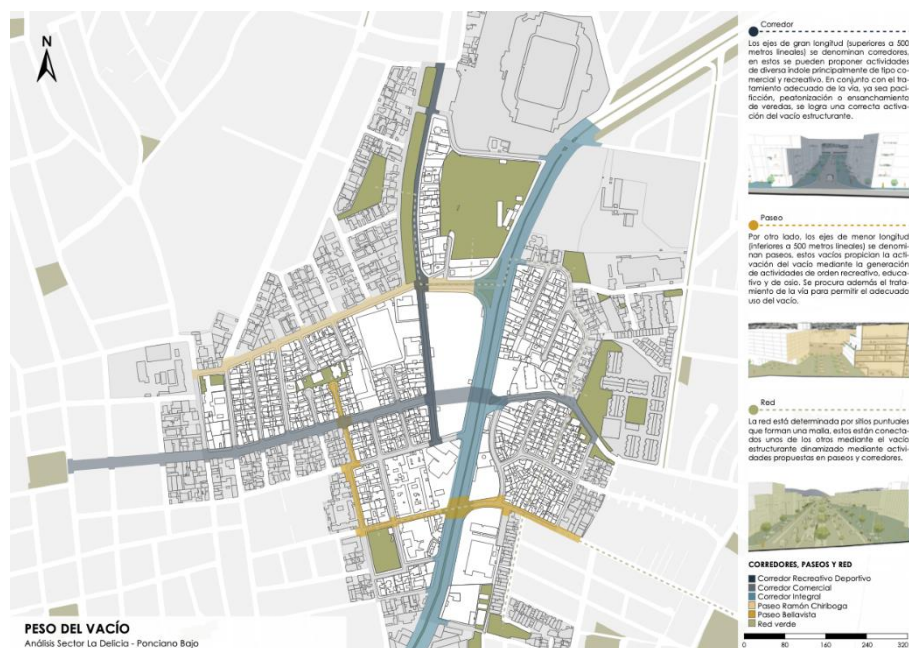 N
PESO DEL VACÍO
Análisis Sector La Delicia - Ponciano Bajo
Corredor
Los ejes de gran longitud (superiores a 500
metros lineales) se denominan corredores,
en estos se pueden proponer actividades
de diversa índole principalmente de tipo co-
mercial y recreativo. En conjunto con el tra-
tamiento adecuado de la vía, ya sea paci-
ficción, peatonización o ensanchamiento
de veredas, se logra una correcta activa-
ción del vacío estructurante.
Paseo
Por otro lado, los ejes de menor longitud
(inferiores a 500 metros lineales) se denomi-
nan paseos, estos vacíos propician la acti-
vación del vacío mediante la generación
de actividades de orden recreativo, educa-
tivo y de osio. Se procura además el trata-
miento de la vía para permitir el adecuado
uso del vacío.
Red
La red está determinada por sitios puntuales
que forman una malla, estos están conecta-
dos unos de los otros mediante el vacío
estructurante dinamizado mediante activi-
dades propuestas en paseos y corredores.
CORREDORES, PASEOS Y RED
Corredor Recreativo Deportivo
Corredor Comercial
Corredor Integral
Paseo Ramón Chiriboga
Paseo Bellavista
Red verde
0 80 160 240 320